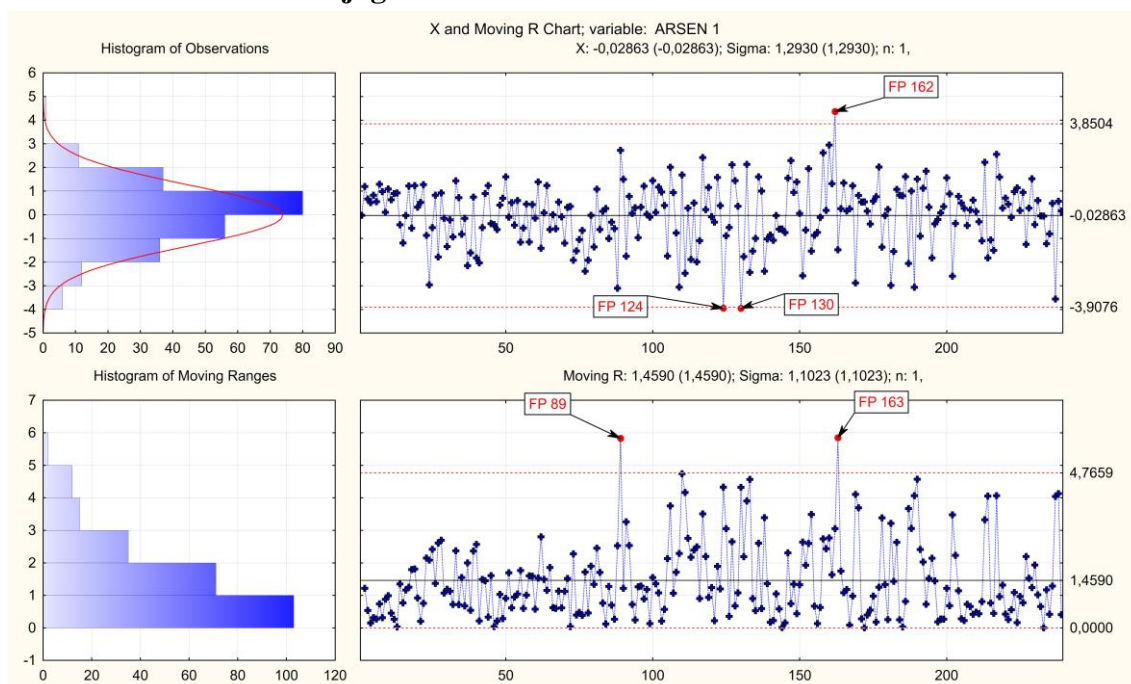 X and Moving R Chart; variable: ARSEN 1
Histogram of Observations
X: -0,02863 (-0,02863); Sigma: 1,2930 (1,2930); n: 1,
6
5
4
3
2
1
0
-1
-2
-3
-4
-5
0 10 20 30 40 50 60 70 80 90
FP 162
FP 124
FP 130
3,8504
-0,02863
-3,9076
50 100 150 200
Histogram of Moving Ranges
Moving R: 1,4590 (1,4590); Sigma: 1,1023 (1,1023); n: 1,
7
6
5
4
3
2
1
0
-1
0 20 40 60 80 100 120
FP 89
FP 163
4,7659
1,4590
0,0000
50 100 150 200